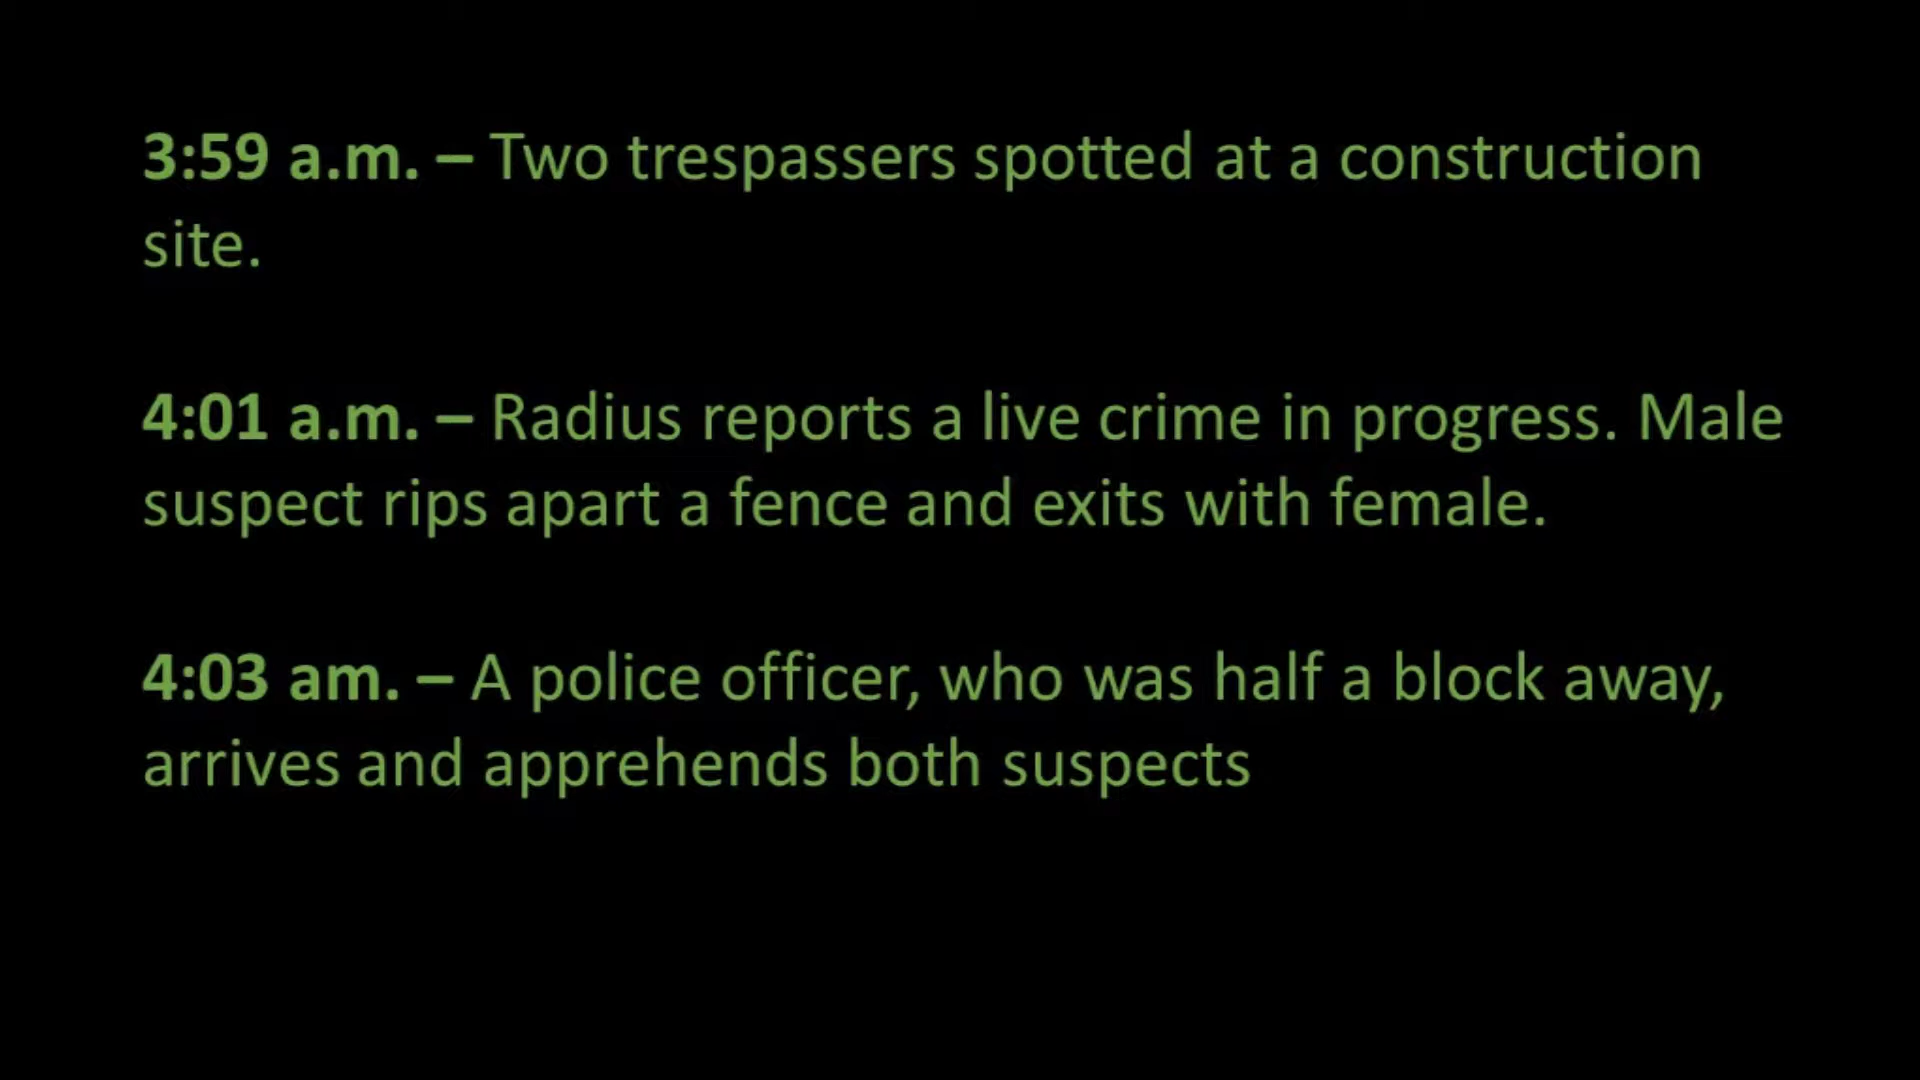 3:59 a.m. – Two trespassers spotted at a construction
site.
4:01 a.m. – Radius reports a live crime in progress. Male
suspect rips apart a fence and exits with female.
4:03 am. – A police officer, who was half a block away,
arrives and apprehends both suspects